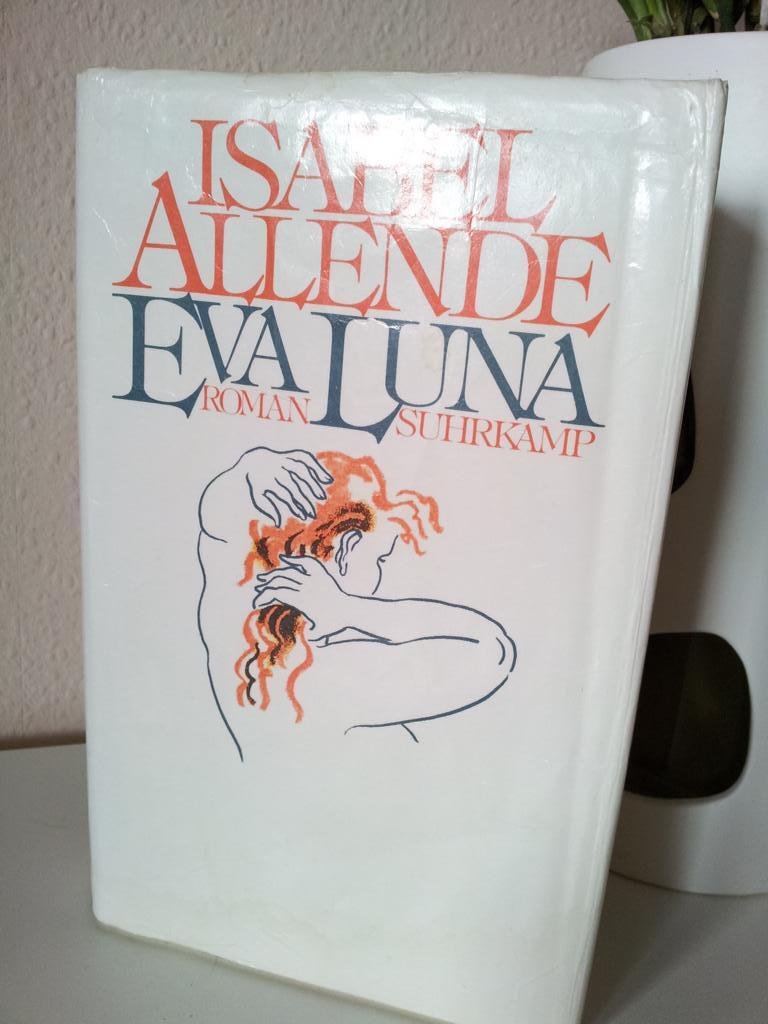 ISABEL
ALLENDE
EVA LUNA
ROMAN SUHRKAMP